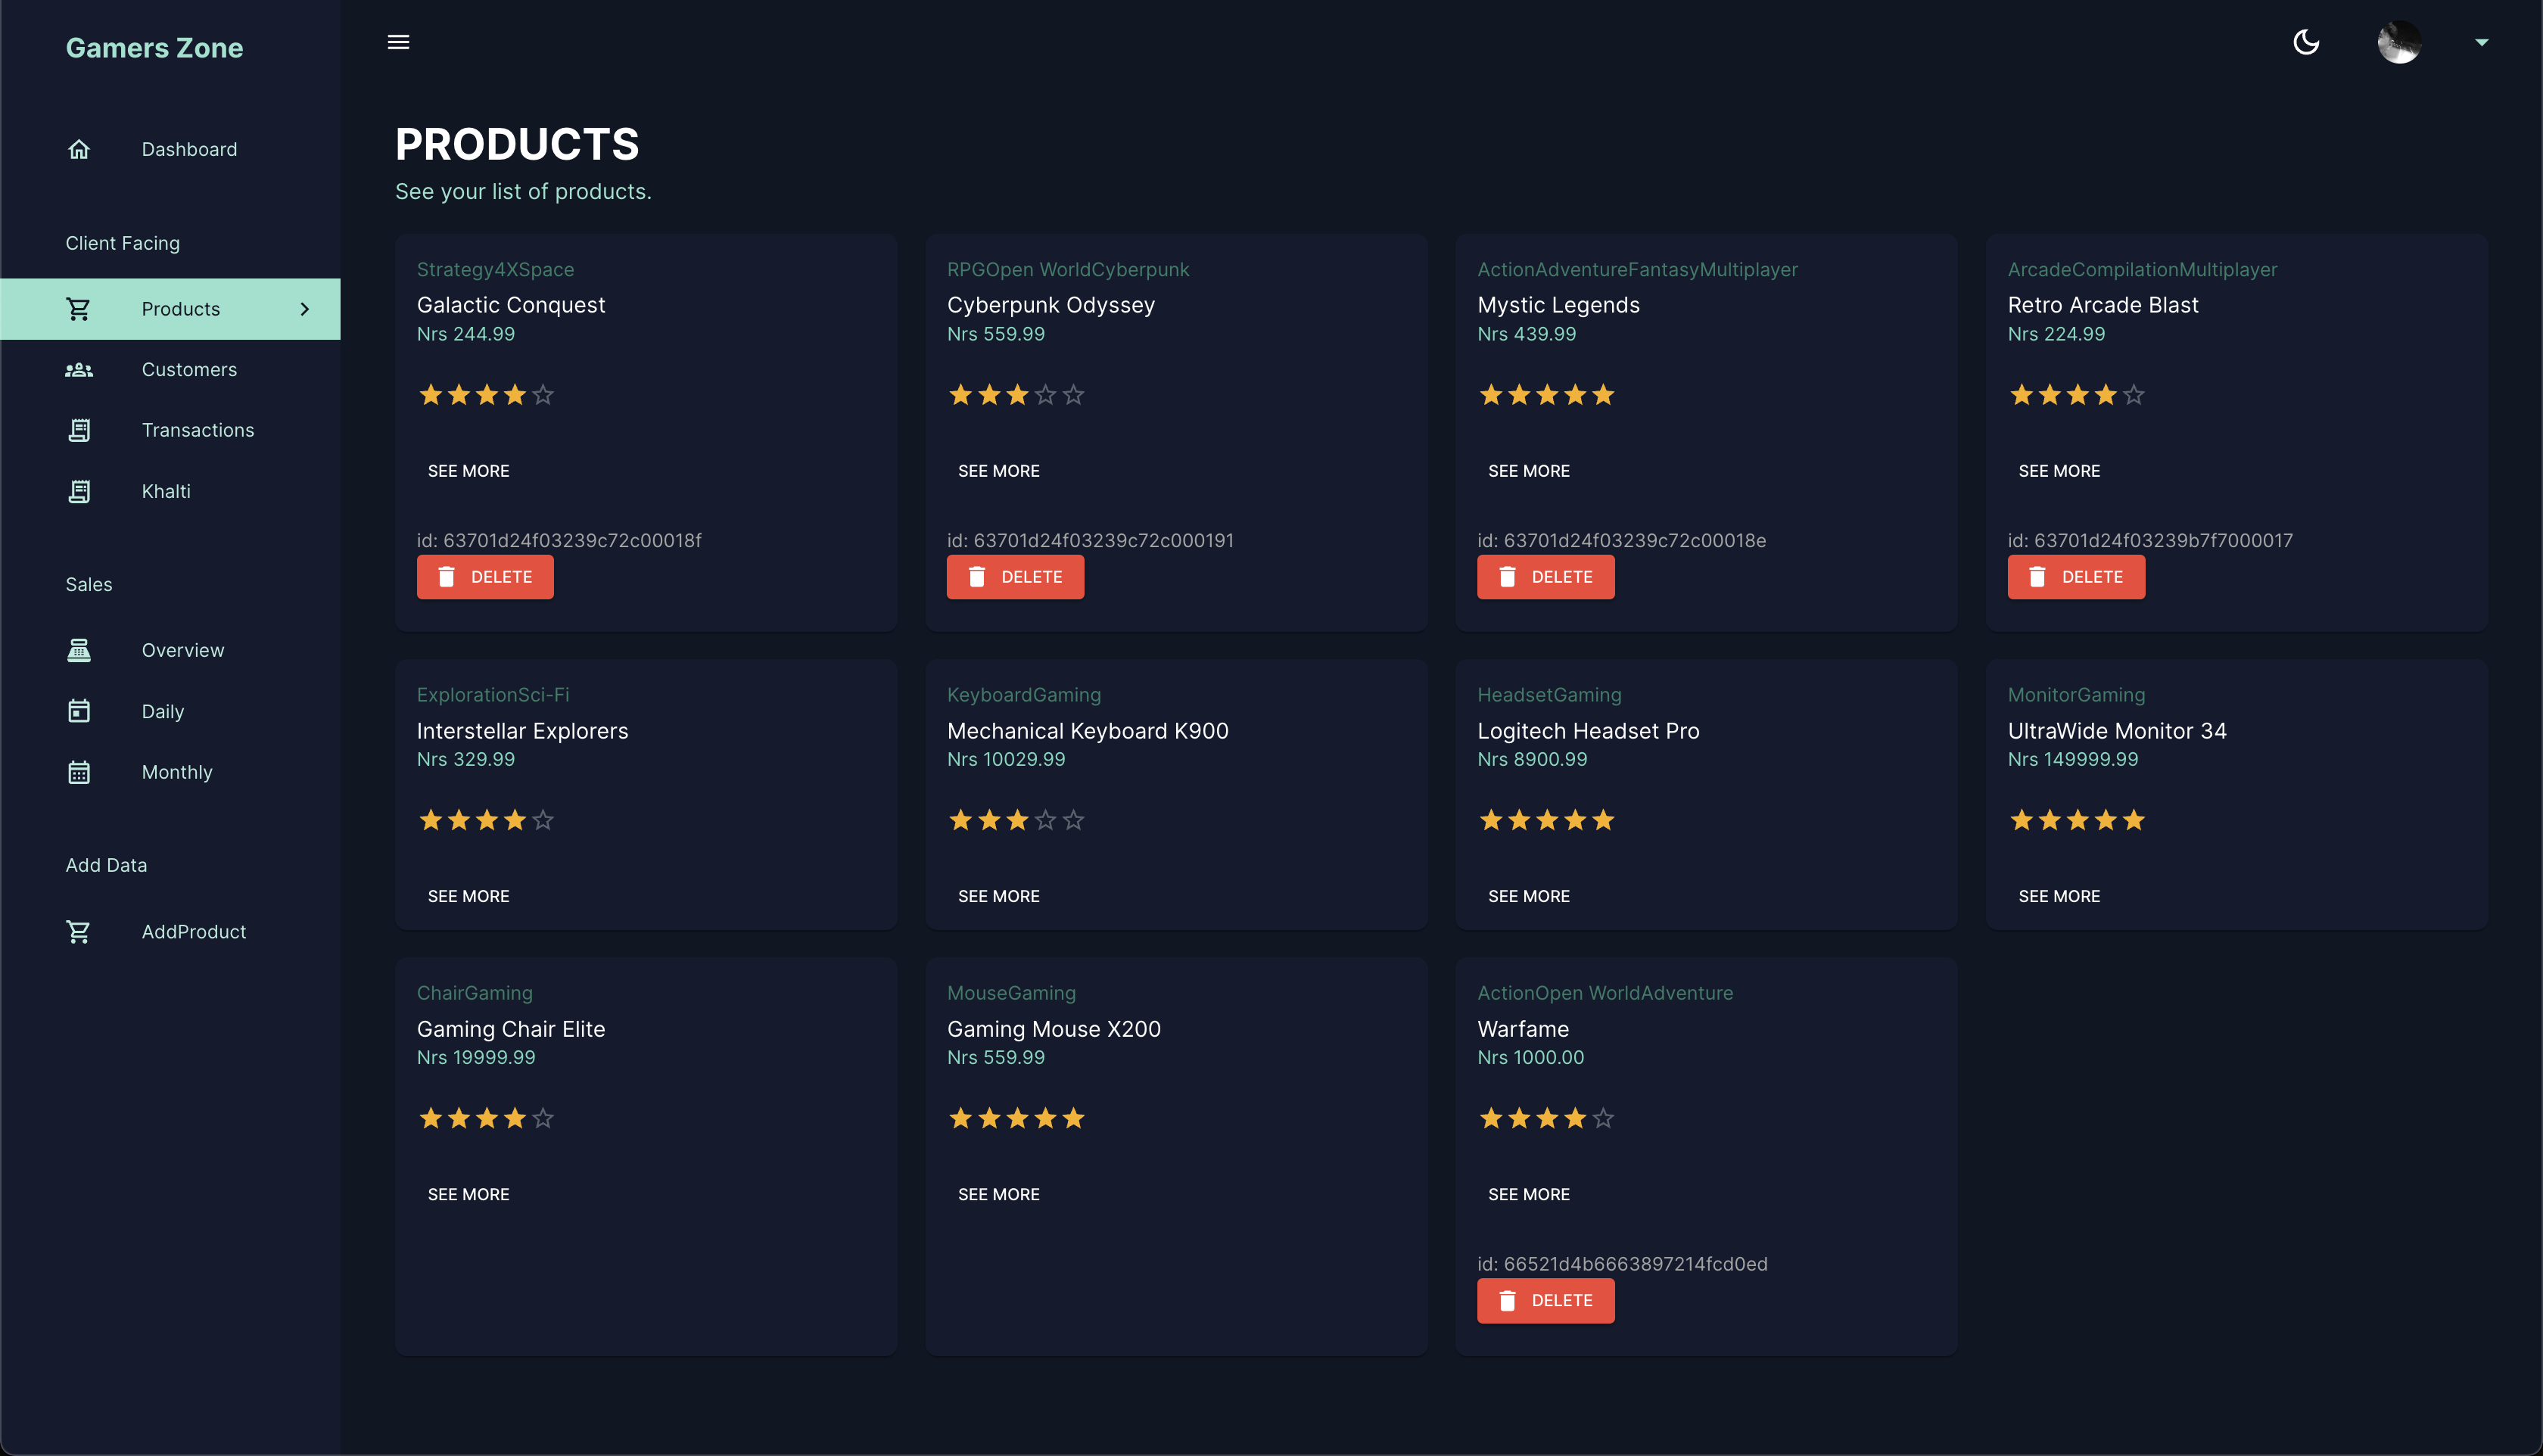 Gamers Zone
Dashboard
Client Facing
Products
Customers
Transactions
Khalti
Sales
Overview
Daily
Monthly
Add Data
AddProduct
PRODUCTS
See your list of products.
Strategy4XSpace
Galactic Conquest
Nrs 244.99
SEE MORE
id: 63701d24f03239c72c00018f
DELETE
RPGOpen WorldCyberpunk
Cyberpunk Odyssey
Nrs 559.99
SEE MORE
id: 63701d24f03239c72c000191
DELETE
ActionAdventureFantasyMultiplayer
Mystic Legends
Nrs 439.99
SEE MORE
id: 63701d24f03239c72c00018e
DELETE
ArcadeCompilationMultiplayer
Retro Arcade Blast
Nrs 224.99
SEE MORE
id: 63701d24f03239b7f7000017
DELETE
ExplorationSci-Fi
Interstellar Explorers
Nrs 329.99
SEE MORE
KeyboardGaming
Mechanical Keyboard K900
Nrs 10029.99
SEE MORE
HeadsetGaming
Logitech Headset Pro
Nrs 8900.99
SEE MORE
MonitorGaming
UltraWide Monitor 34
Nrs 149999.99
SEE MORE
ChairGaming
Gaming Chair Elite
Nrs 19999.99
SEE MORE
MouseGaming
Gaming Mouse X200
Nrs 559.99
SEE MORE
ActionOpen WorldAdventure
Warfame
Nrs 1000.00
SEE MORE
id: 66521d4b6663897214fcd0ed
DELETE